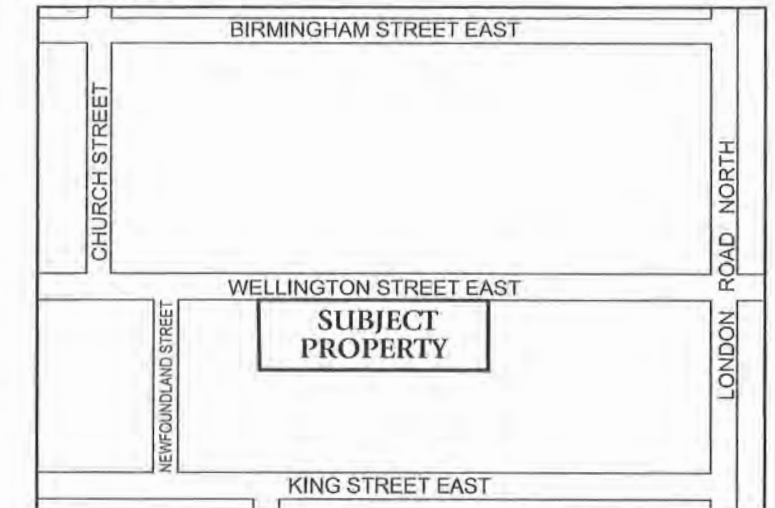 BIRMINGHAM STREET EAST
CHURCH STREET
LONDON ROAD NORTH
WELLINGTON STREET EAST
SUBJECT
PROPERTY
NEWFOUNDLAND STREET
KING STREET EAST